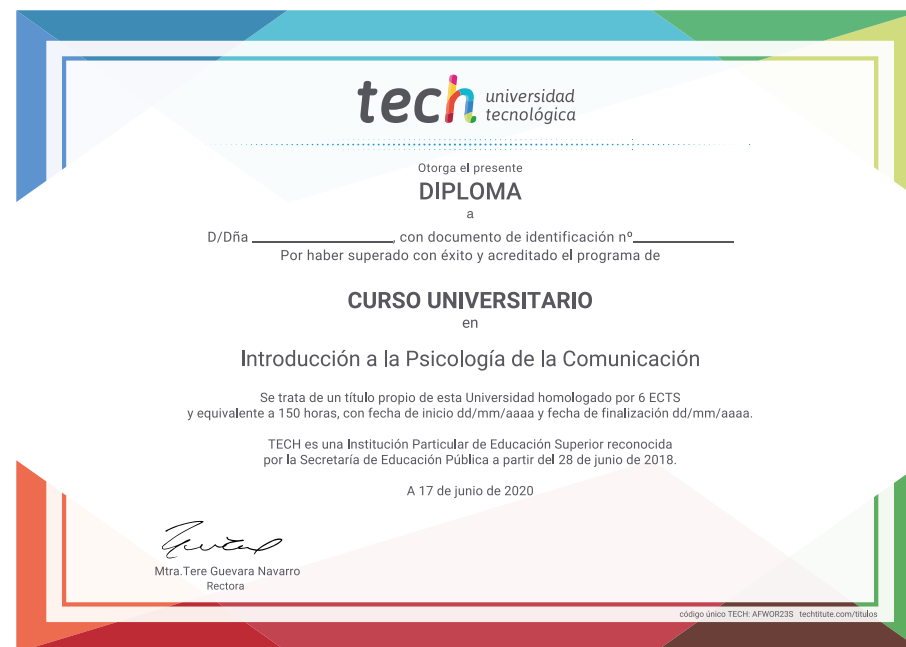 tech universidad
tecnológica
Otorga el presente
DIPLOMA
a
D/Dña ____________________, con documento de identificación nº______________
Por haber superado con éxito y acreditado el programa de
CURSO UNIVERSITARIO
en
Introducción a la Psicología de la Comunicación
Se trata de un título propio de esta Universidad homologado por 6 ECTS
y equivalente a 150 horas, con fecha de inicio dd/mm/aaaa y fecha de finalización dd/mm/aaaa.
TECH es una Institución Particular de Educación Superior reconocida
por la Secretaría de Educación Pública a partir del 28 de junio de 2018.
A 17 de junio de 2020
Mtra.Tere Guevara Navarro
Rectora
código único TECH: AFWOR23S techtitute.com/titulos